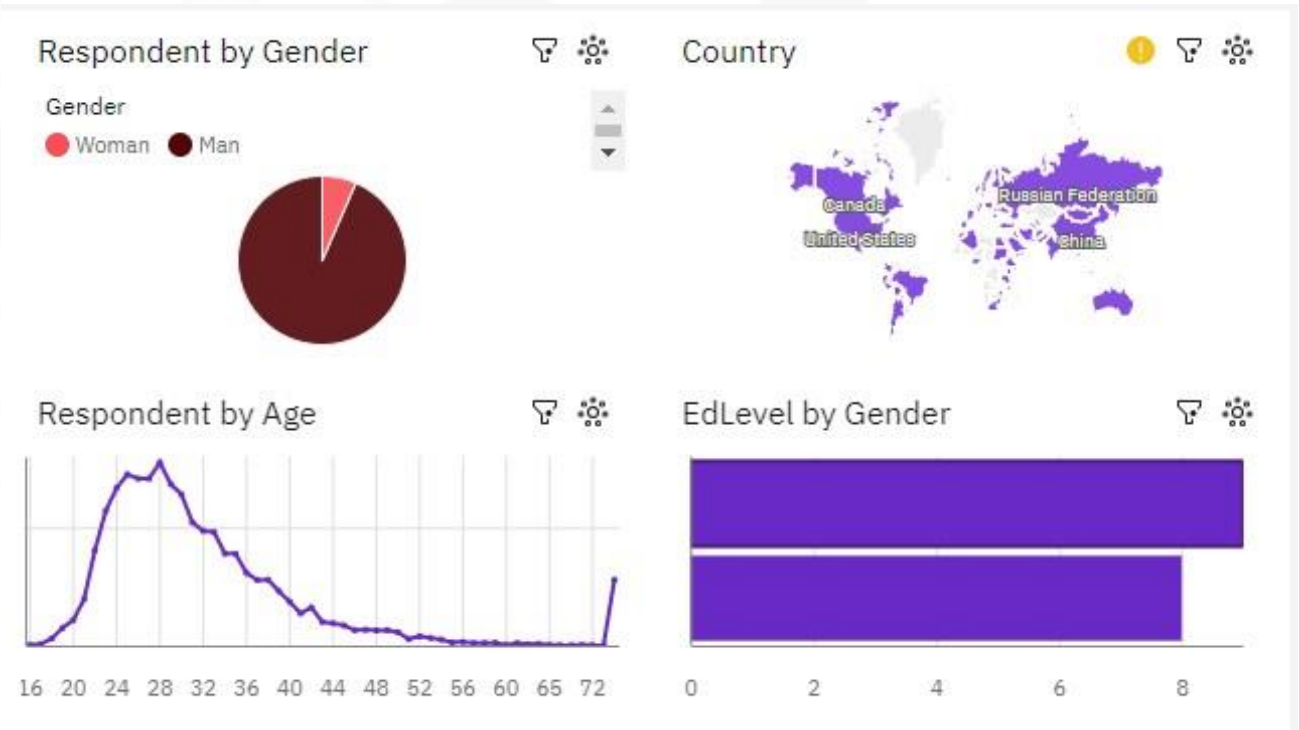 Respondent by Gender
Gender
Woman Man
Country
!
Canada
United States
Russian Federation
China
Respondent by Age
16 20 24 28 32 36 40 44 48 52 56 60 65 72
EdLevel by Gender
0 2 4 6 8